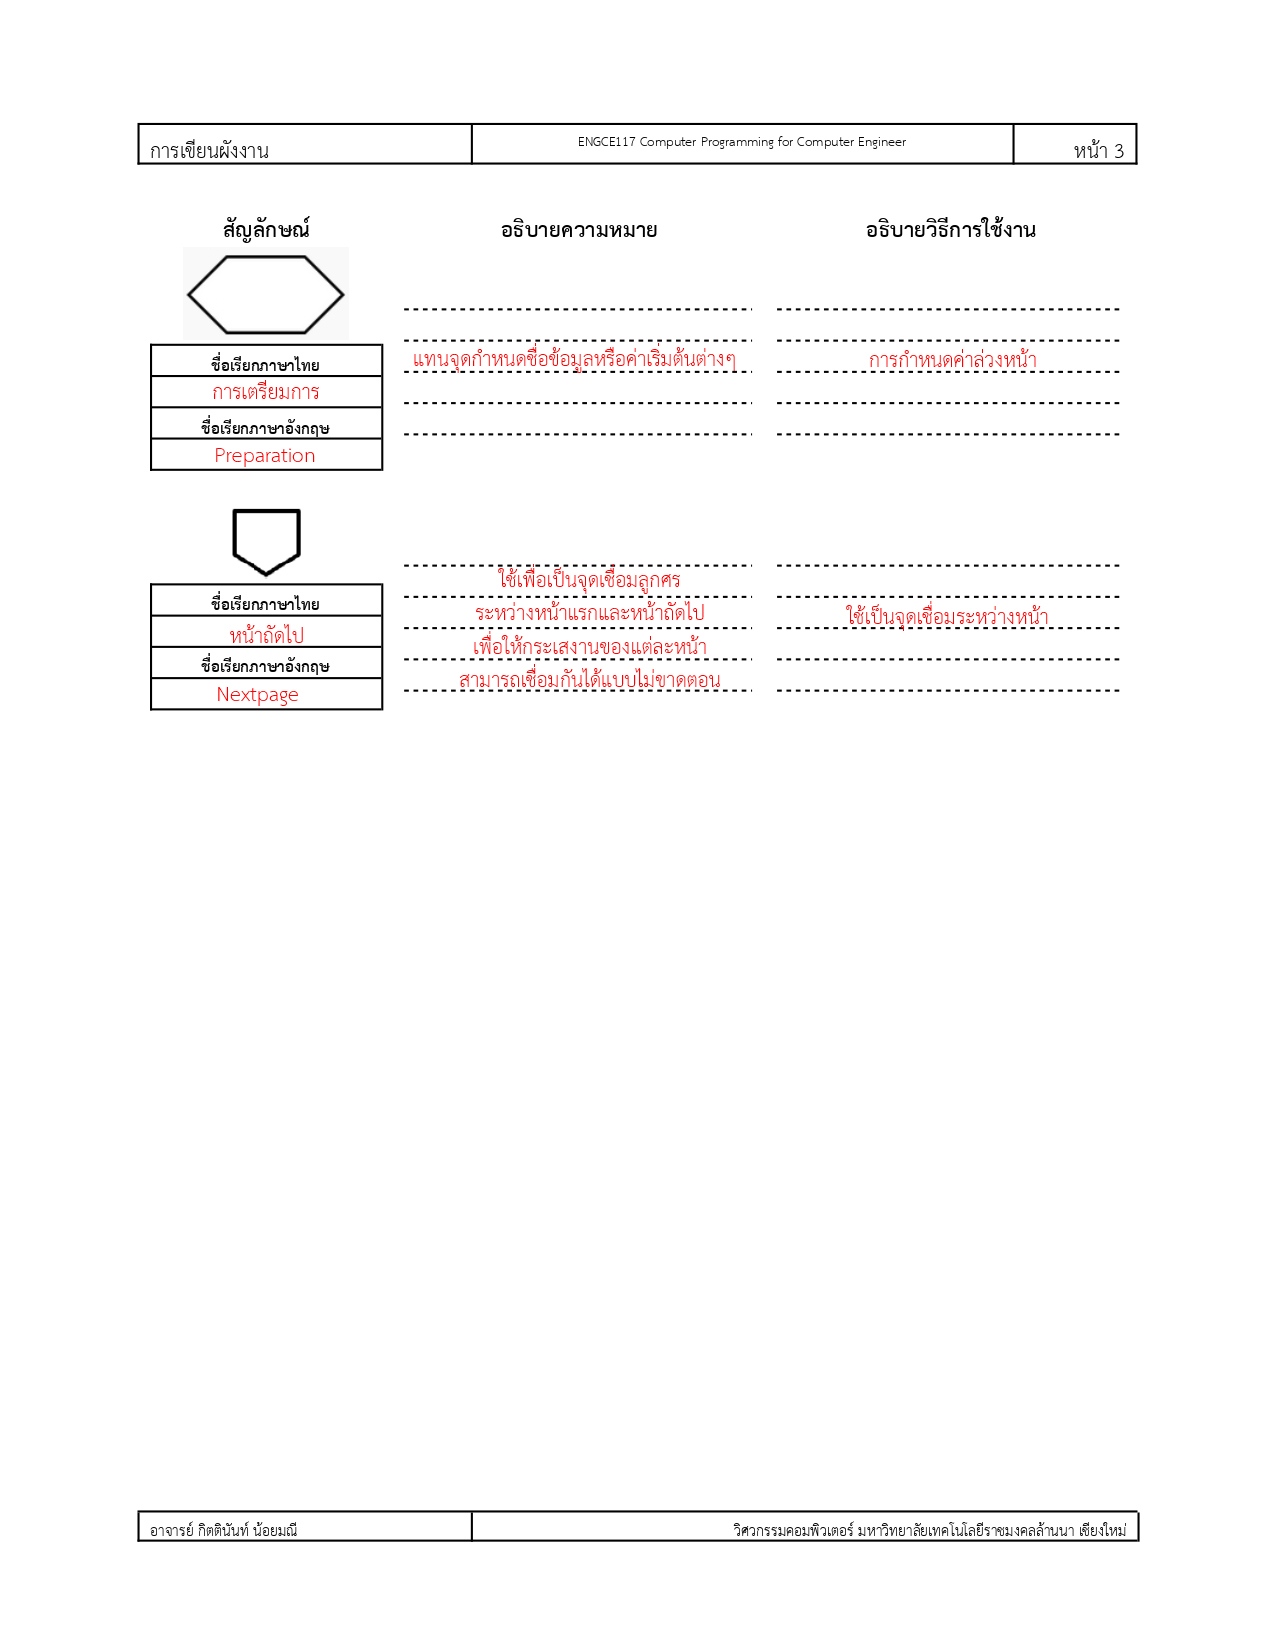 การเขียนผังงาน
ENGCE117 Computer Programming for Computer Engineer
หน้า 3
สัญลักษณ์
อธิบายความหมาย
อธิบายวิธีการใช้งาน
ชื่อเรียกภาษาไทย
การเตรียมการ
ชื่อเรียกภาษาอังกฤษ
Preparation
แทนจุดกำหนดชื่อข้อมูลหรือค่าเริ่มต้นต่างๆ
การกำหนดค่าล่วงหน้า
ชื่อเรียกภาษาไทย
หน้าถัดไป
ชื่อเรียกภาษาอังกฤษ
Nextpage
ใช้เพื่อเป็นจุดเชื่อมลูกศร
ระหว่างหน้าแรกและหน้าถัดไป
เพื่อให้กระเสงานของแต่ละหน้า
สามารถเชื่อมกันได้แบบไม่ขาดตอน
ใช้เป็นจุดเชื่อมระหว่างหน้า
อาจารย์ กิตตินันท์ น้อยมณี
วิศวกรรมคอมพิวเตอร์ มหาวิทยาลัยเทคโนโลยีราชมงคลล้านนา เชียงใหม่